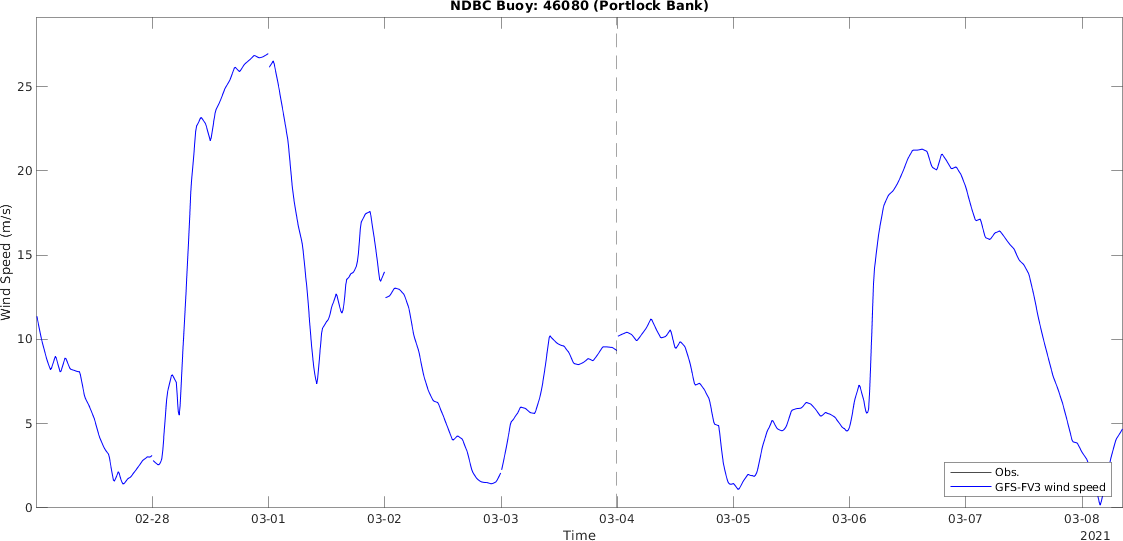 NDBC Buoy: 46080 (Portlock Bank)
25
20
15
10
5
0
Wind Speed (m/s)
Obs.
GFS-FV3 wind speed
02-28 03-01 03-02 03-03 03-04 03-05 03-06 03-07 03-08
Time
2021